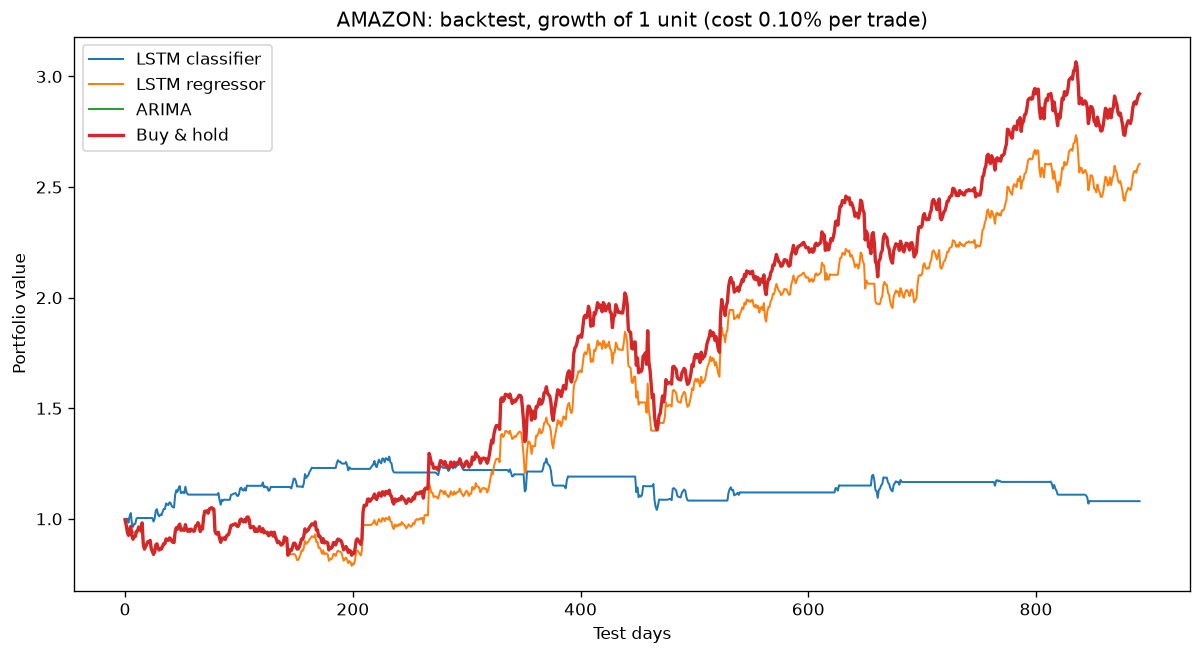 AMAZON: backtest, growth of 1 unit (cost 0.10% per trade)
LSTM classifier
LSTM regressor
ARIMA
Buy & hold
Portfolio value
3.0
2.5
2.0
1.5
1.0
0
200
400
600
800
Test days